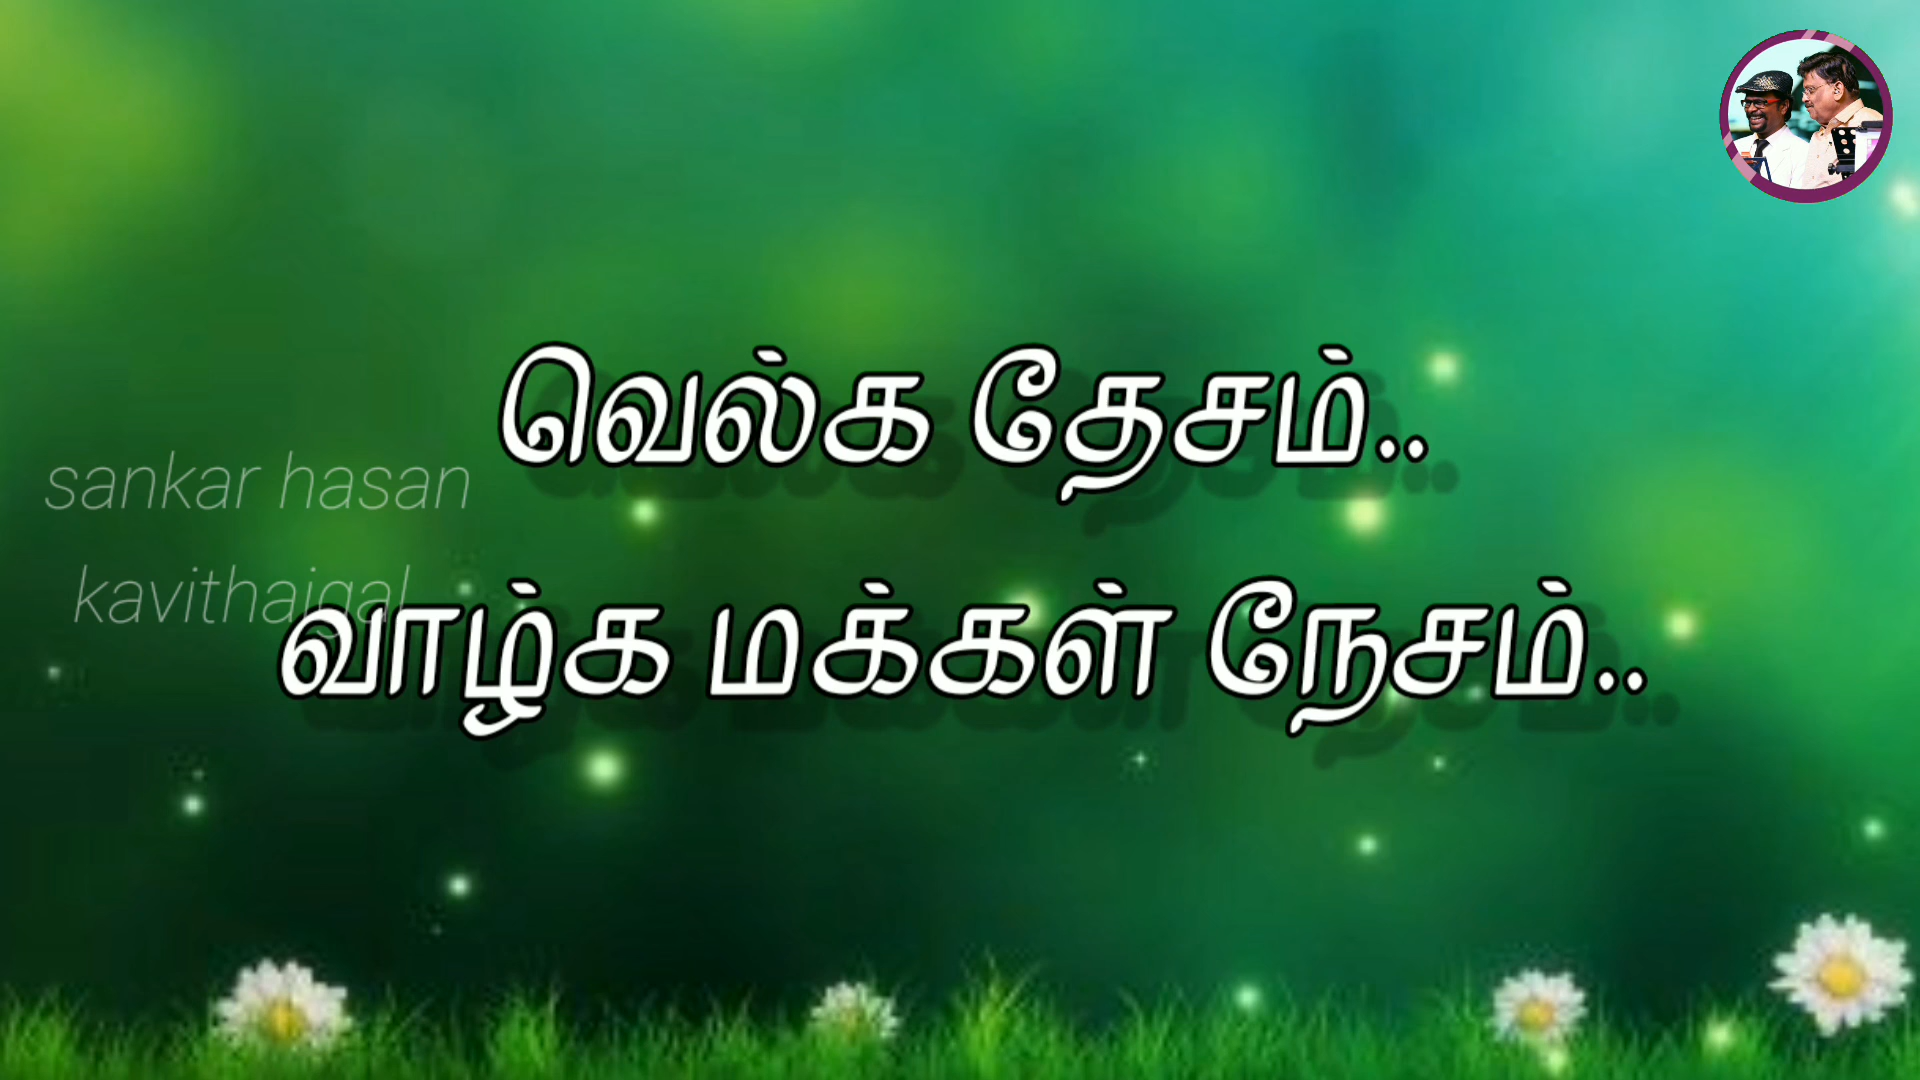 வெல்க தேசம்..
sankar hasan
kavithaigal
வாழ்க மக்கள் நேசம்..